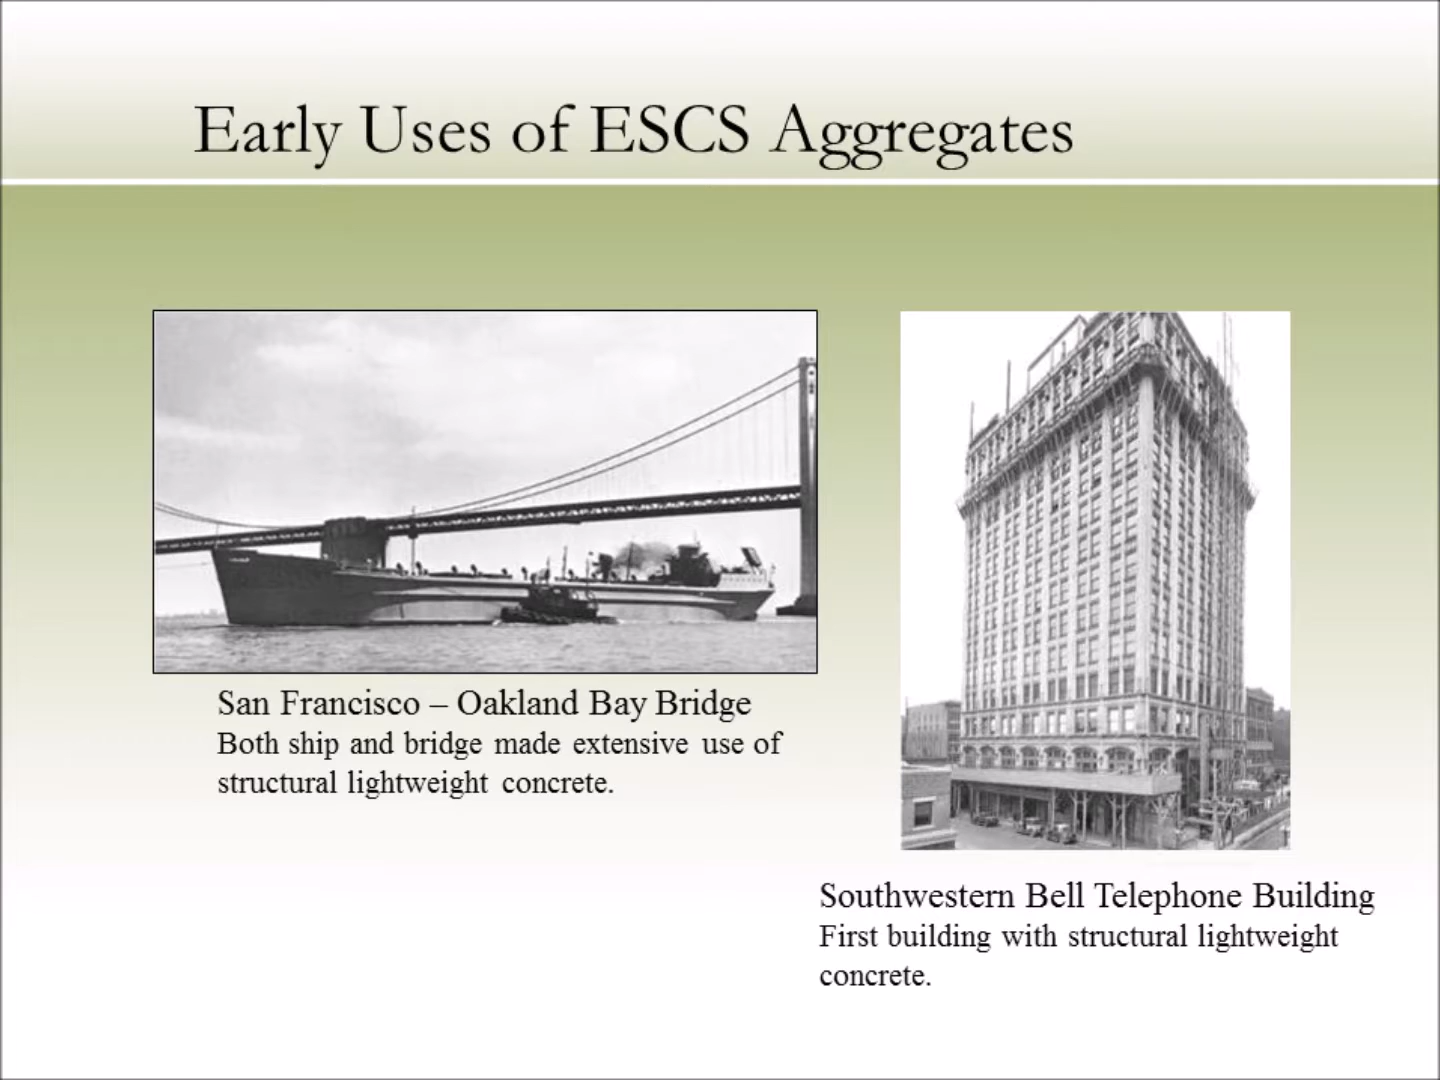 Early Uses of ESCS Aggregates
San Francisco – Oakland Bay Bridge
Both ship and bridge made extensive use of
structural lightweight concrete.
Southwestern Bell Telephone Building
First building with structural lightweight
concrete.